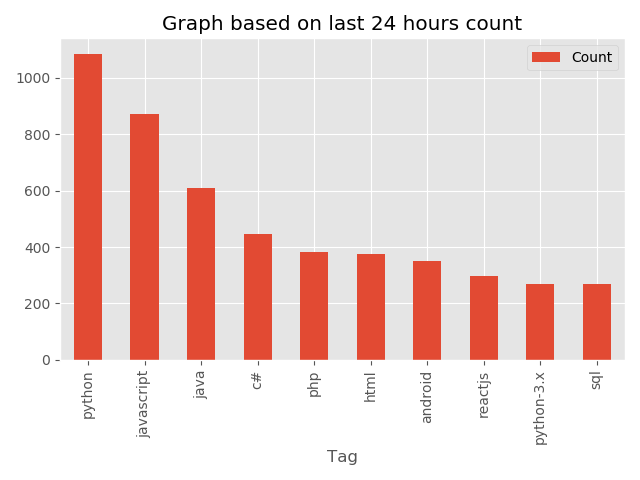 Graph based on last 24 hours count
Count
1000
800
600
400
200
0
python
javascript
java
c#
php
html
android
reactjs
python-3.x
sql
Tag